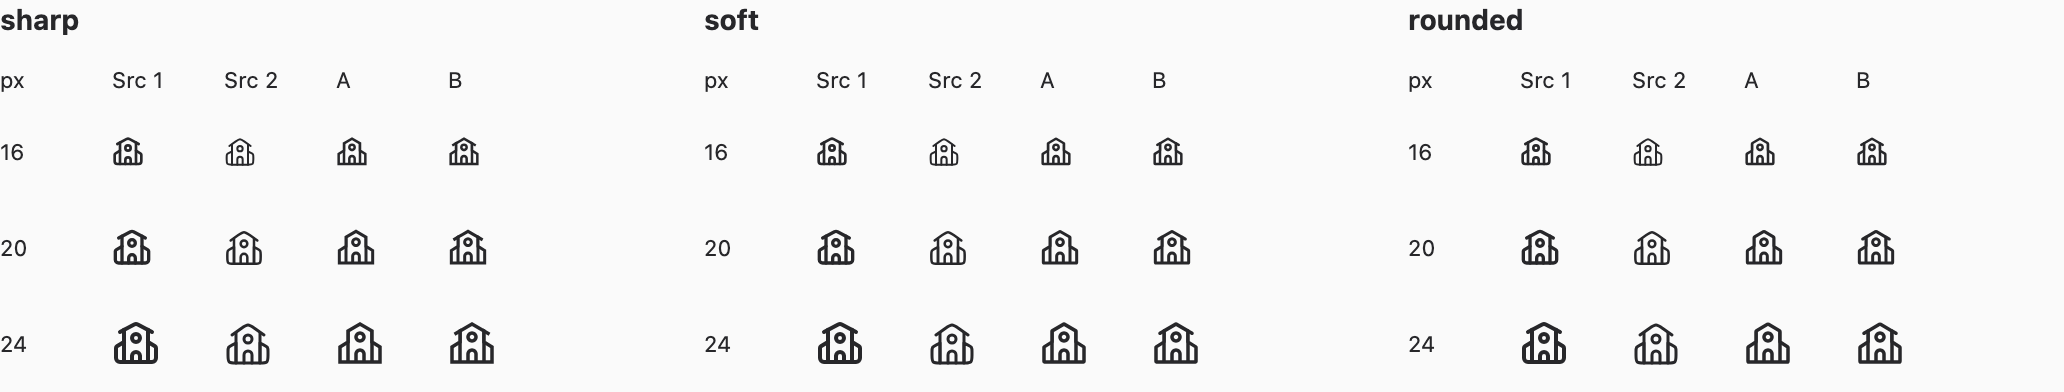 sharp soft rounded
px Src 1 Src 2 A B px Src 1 Src 2 A B px Src 1 Src 2 A B
16 16 16
20 20 20
24 24 24